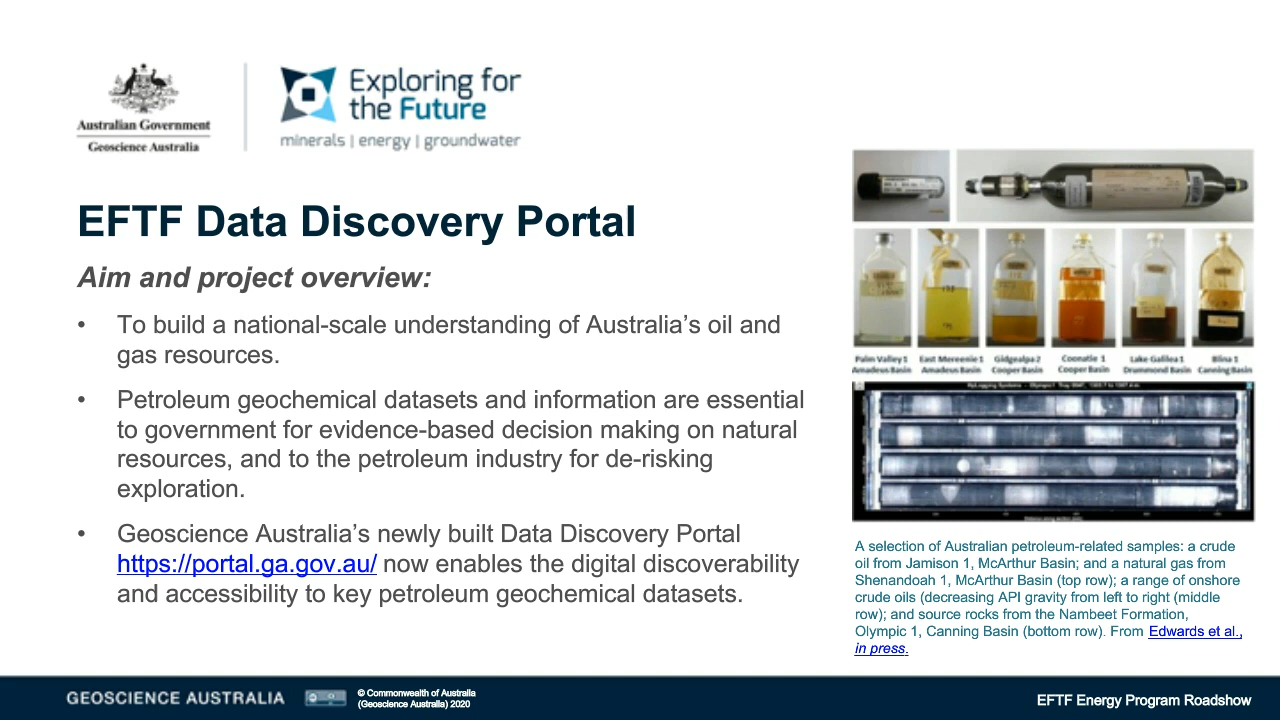 Australian Government
Geoscience Australia
Exploring for
the Future
minerals | energy | groundwater
EFTF Data Discovery Portal
Aim and project overview:
• To build a national-scale understanding of Australia's oil and
gas resources.
• Petroleum geochemical datasets and information are essential
to government for evidence-based decision making on natural
resources, and to the petroleum industry for de-risking
exploration.
• Geoscience Australia's newly built Data Discovery Portal
https://portal.ga.gov.au/ now enables the digital discoverability
and accessibility to key petroleum geochemical datasets.
Palm Valley 1
Amadeus Basin
East Mereenie 1
Amadeus Basin
Gidgealpa 2
Cooper Basin
Coonatie 1
Cooper Basin
Lake Galilea 1
Drummond Basin
Blina 1
Canning Basin
A selection of Australian petroleum-related samples: a crude
oil from Jamison 1, McArthur Basin; and a natural gas from
Shenandoah 1, McArthur Basin (top row); a range of onshore
crude oils (decreasing API gravity from left to right (middle
row); and source rocks from the Nambeet Formation,
Olympic 1, Canning Basin (bottom row). From Edwards et al.,
in press.
GEOSCIENCE AUSTRALIA
© Commonwealth of Australia
(Geoscience Australia) 2020
EFTF Energy Program Roadshow